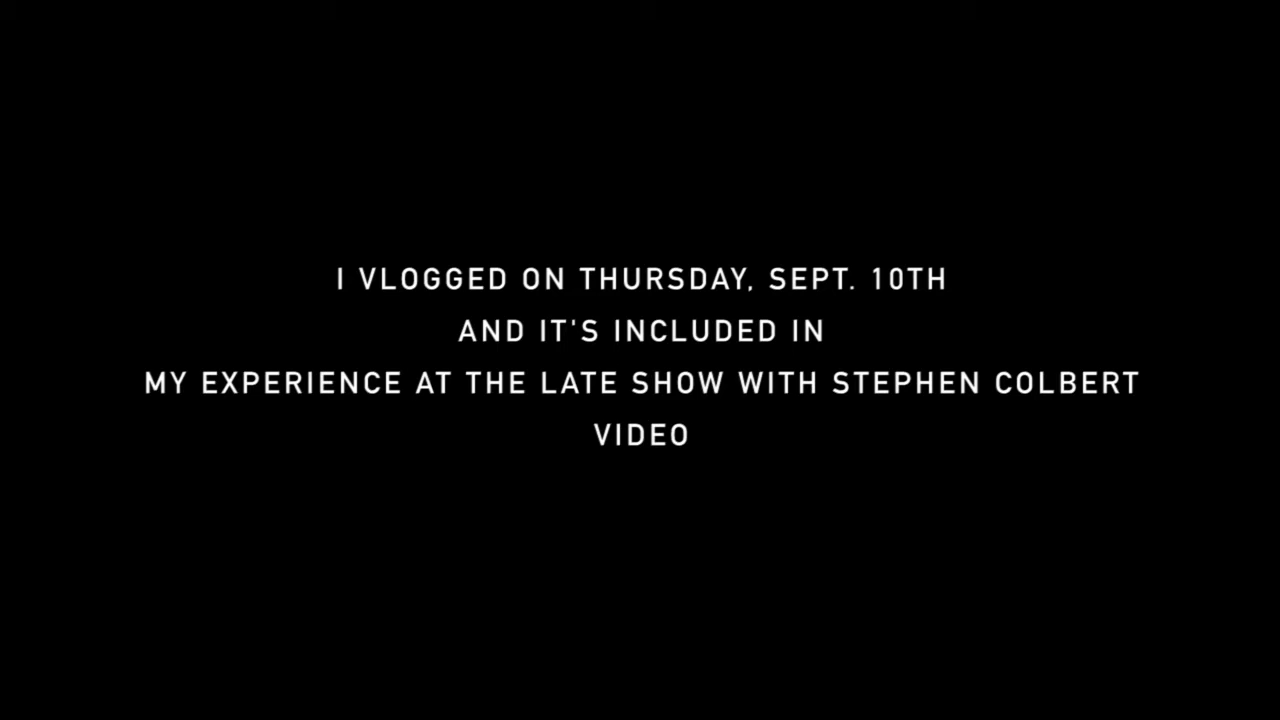 I VLOGGED ON THURSDAY, SEPT. 10TH
AND IT'S INCLUDED IN
MY EXPERIENCE AT THE LATE SHOW WITH STEPHEN COLBERT
VIDEO